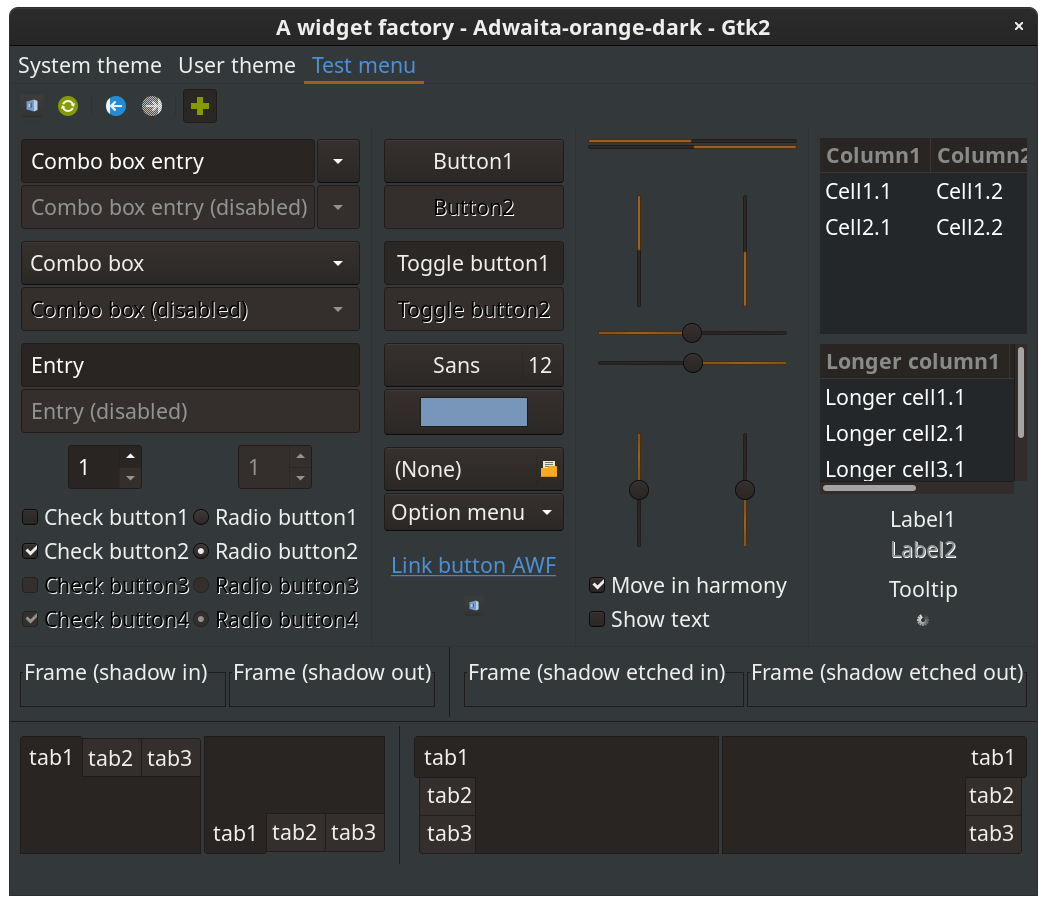 A widget factory - Adwaita-orange-dark - Gtk2
System theme User theme Test menu
Combo box entry
Combo box entry (disabled)
Combo box
Combo box (disabled)
Entry
Entry (disabled)
1 1
Check button1 Radio button1
Check button2 Radio button2
Check button3 Radio button3
Check button4 Radio button4
Button1
Button2
Toggle button1
Toggle button2
Sans 12
(None)
Option menu
Link button AWF
Move in harmony
Show text
Column1 Column2
Cell1.1 Cell1.2
Cell2.1 Cell2.2
Longer column1
Longer cell1.1
Longer cell2.1
Longer cell3.1
Label1
Label2
Tooltip
Frame (shadow in) Frame (shadow out) Frame (shadow etched in) Frame (shadow etched out)
tab1 tab2 tab3
tab1 tab2 tab3
tab1
tab2
tab3
tab1
tab2
tab3